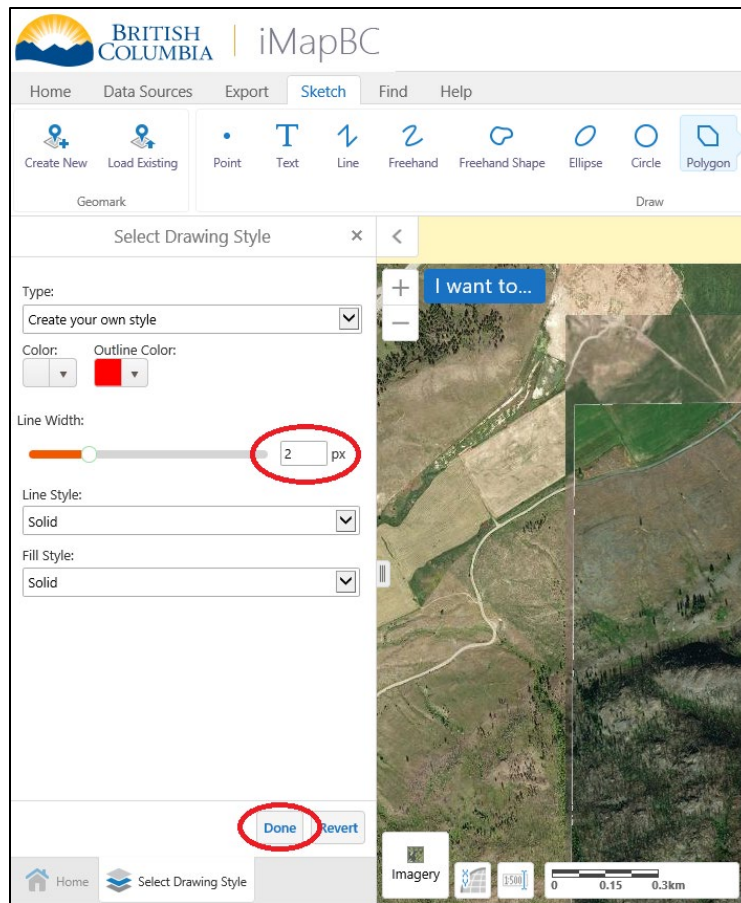 BRITISH
COLUMBIA
iMapBC
Home Data Sources Export Sketch Find Help
Create New Load Existing Point Text Line Freehand Freehand Shape Ellipse Circle Polygon
Geomark Draw
Select Drawing Style ×
I want to...
Type:
Create your own style
Color: Outline Color:
Line Width:
2 px
Line Style:
Solid
Fill Style:
Solid
Done Revert
Home Select Drawing Style
Imagery
X Y
1:500
0 0.15 0.3km